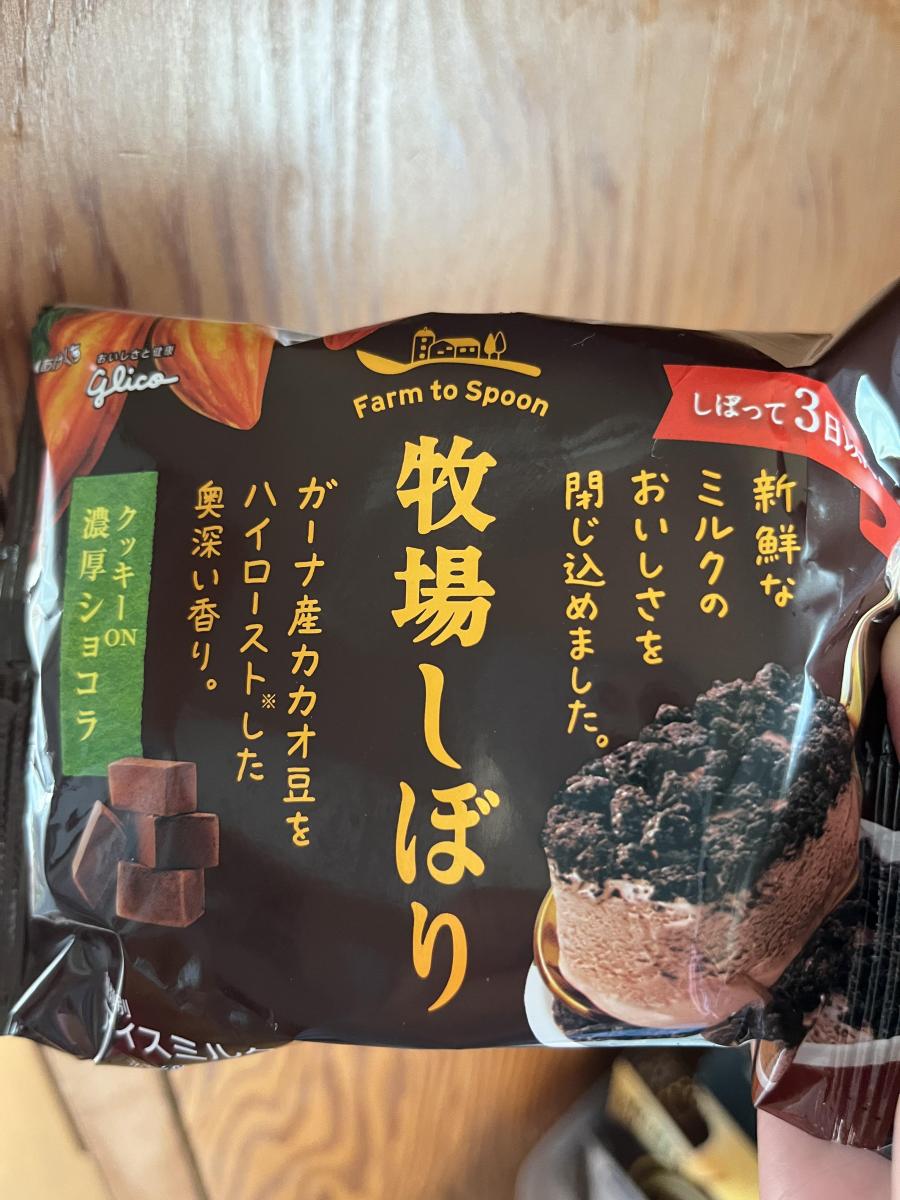 おいしさと健康
Glico
Farm to Spoon
牧場しぼり
しぼって3日
新鮮な
ミルクの
おいしさを
閉じ込めました。
ガーナ産カカオ豆を
ハイロースト※した
奥深い香り。
クッキーON
濃厚ショコラ